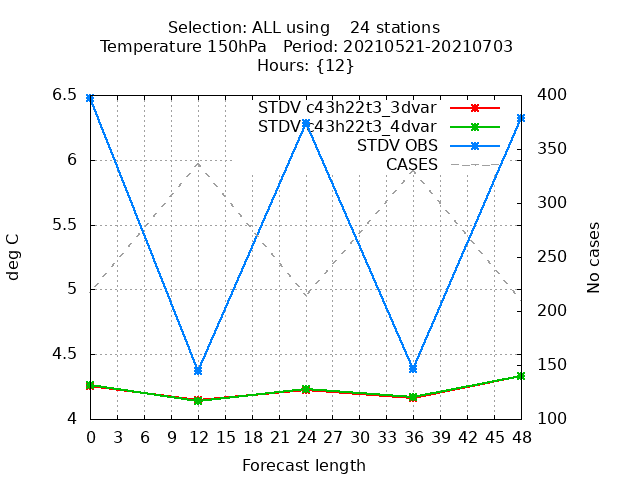 Selection: ALL using    24 stations
Temperature 150hPa   Period: 20210521-20210703
Hours: {12}
STDV c43h22t3_3dvar
STDV c43h22t3_4dvar
STDV OBS
CASES
6.5
6
5.5
5
4.5
4
deg C
400
350
300
250
200
150
100
No cases
0 3 6 9 12 15 18 21 24 27 30 33 36 39 42 45 48
Forecast length